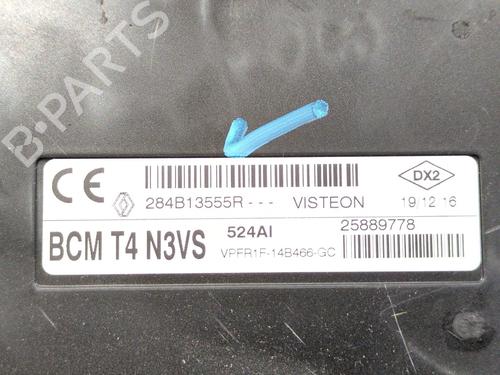 B-PARTS
CE
284B13555R - - -
VISTEON
DX2
19 12 16
BCM T4 N3VS
524AI
25889778
VPFR1F-14B466-GC